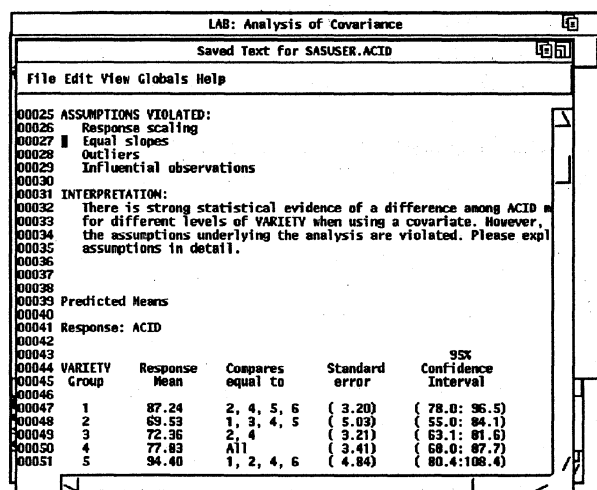 LAB: Analysis of Covariance
Saved Text for SASUSER.ACID
File Edit View Globals Help
00025 ASSUMPTIONS VIOLATED:
00026 Response scaling
00027 Equal slopes
00028 Outliers
00029 Influential observations
00030
00031 INTERPRETATION:
00032 There is strong statistical evidence of a difference among ACID m
00033 for different levels of VARIETY when using a covariate. However,
00034 the assumptions underlying the analysis are violated. Please expl
00035 assumptions in detail.
00036
00037
00038
00039 Predicted Means
00040
00041 Response: ACID
00042
00043 95%
00044 VARIETY Response Compares Standard Confidence
00045 Group Mean equal to error Interval
00046
00047 1 87.24 2, 4, 5, 6 ( 3.20) ( 78.0: 96.5)
00048 2 69.53 1, 3, 4, 5 ( 5.03) ( 55.0: 84.1)
00049 3 72.36 2, 4 ( 3.21) ( 63.1: 81.6)
00050 4 77.83 All ( 3.41) ( 68.0: 87.7)
00051 5 94.40 1, 2, 4, 6 ( 4.84) ( 80.4:108.4)